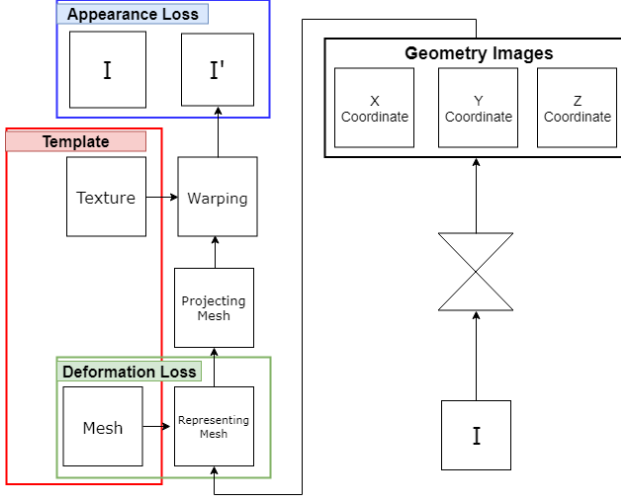 Appearance Loss
I
I'
Template
Texture
Warping
Projecting
Mesh
Deformation Loss
Mesh
Representing
Mesh
Geometry Images
X
Coordinate
Y
Coordinate
Z
Coordinate
I